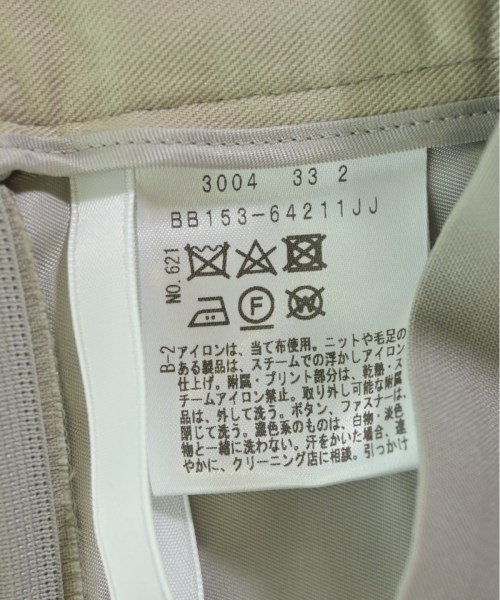 3004 33 2
BB153-64211JJ
NO.621
F
W
B-2
アイロンは、当て布使用。ニットや毛足の
ある製品は、スチームでの浮かしアイロン
仕上げ。附属・プリント部分は、乾熱・ス
チームアイロン禁止。取り外し可能な附属
品は、外して洗う。ボタン、ファスナーは、
閉じて洗う。濃色系のものは、白物・淡色
物と一緒に洗わない。汗をかいた場合、速
やかに、クリーニング店に相談。引っかけ